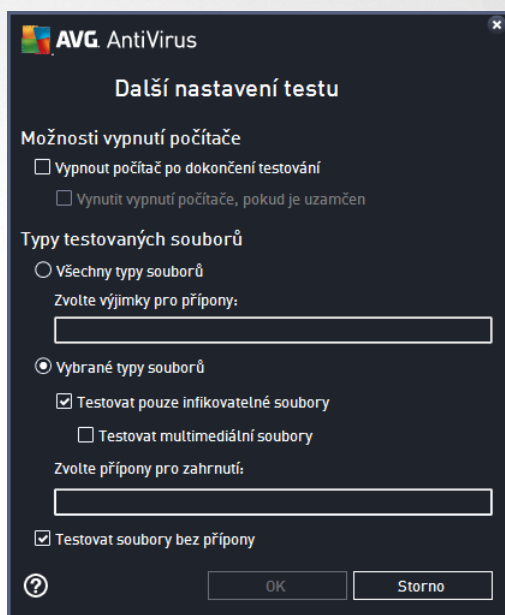 AVG. AntiVirus
Další nastavení testu
Možnosti vypnutí počítače
Vypnout počítač po dokončení testování
Vynutit vypnutí počítače, pokud je uzamčen
Typy testovaných souborů
Všechny typy souborů
Zvolte výjimky pro přípony:
Vybrané typy souborů
Testovat pouze infikovatelné soubory
Testovat multimediální soubory
Zvolte přípony pro zahrnutí:
Testovat soubory bez přípony
OK
Storno